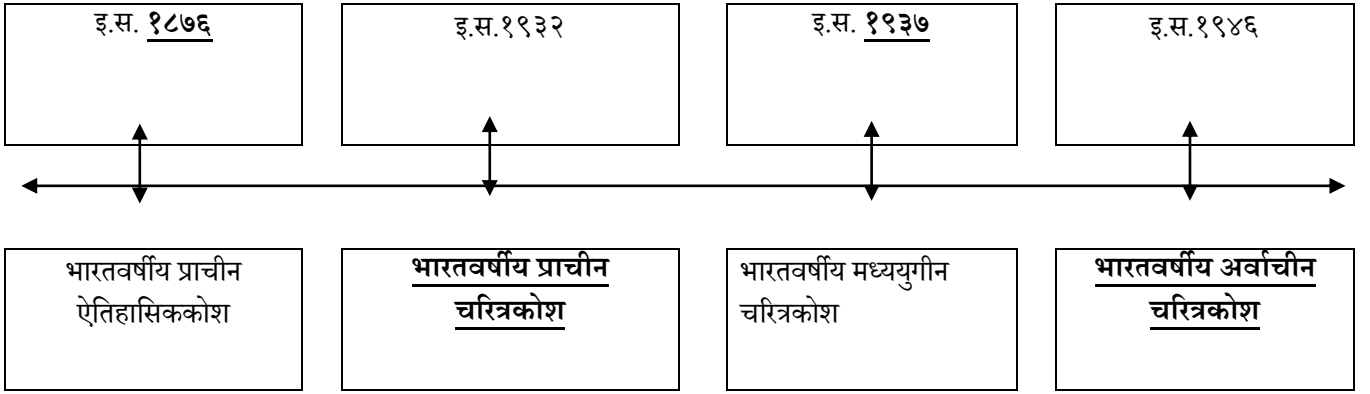 इ.स. १८७६
इ.स.१९३२
इ.स. १९३७
इ.स.१९४६
भारतवर्षीय प्राचीन
ऐतिहासिककोश
भारतवर्षीय प्राचीन
चरित्रकोश
भारतवर्षीय मध्ययुगीन
चरित्रकोश
भारतवर्षीय अर्वाचीन
चरित्रकोश